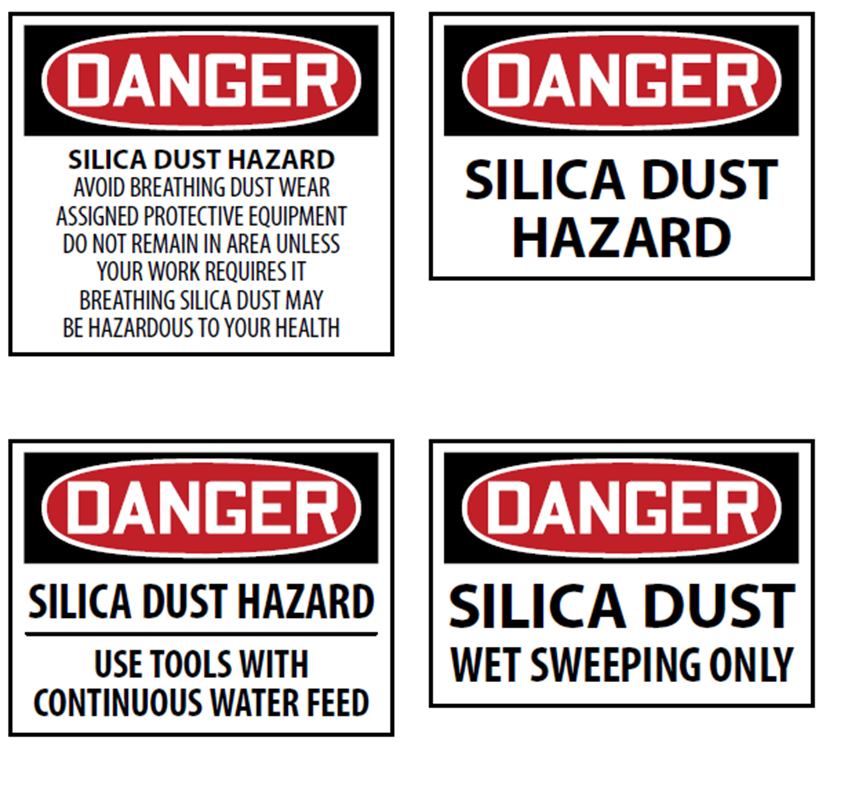 DANGER
SILICA DUST HAZARD
AVOID BREATHING DUST WEAR
ASSIGNED PROTECTIVE EQUIPMENT
DO NOT REMAIN IN AREA UNLESS
YOUR WORK REQUIRES IT
BREATHING SILICA DUST MAY
BE HAZARDOUS TO YOUR HEALTH
DANGER
SILICA DUST
HAZARD
DANGER
SILICA DUST HAZARD
USE TOOLS WITH
CONTINUOUS WATER FEED
DANGER
SILICA DUST
WET SWEEPING ONLY